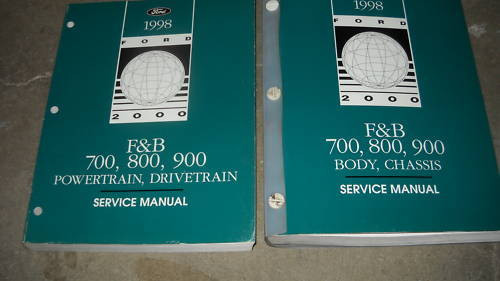 Ford
1998
FORD
2000
F&B
700, 800, 900
POWERTRAIN, DRIVETRAIN
SERVICE MANUAL
1998
FORD
2000
F&B
700, 800, 900
BODY, CHASSIS
SERVICE MANUAL